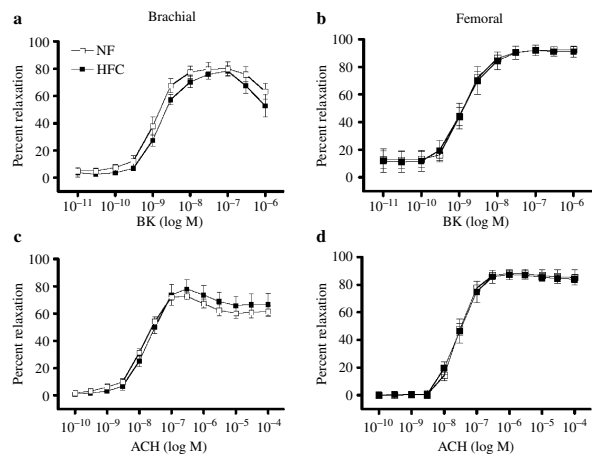 a
Brachial
b
Femoral
Percent relaxation
100
80
60
40
20
0
NF
HFC
10⁻¹¹ 10⁻¹⁰ 10⁻⁹ 10⁻⁸ 10⁻⁷ 10⁻⁶
BK (log M)
Percent relaxation
100
80
60
40
20
0
10⁻¹¹ 10⁻¹⁰ 10⁻⁹ 10⁻⁸ 10⁻⁷ 10⁻⁶
BK (log M)
c
Percent relaxation
100
80
60
40
20
0
10⁻¹⁰ 10⁻⁹ 10⁻⁸ 10⁻⁷ 10⁻⁶ 10⁻⁵ 10⁻⁴
ACH (log M)
d
Percent relaxation
100
80
60
40
20
0
10⁻¹⁰ 10⁻⁹ 10⁻⁸ 10⁻⁷ 10⁻⁶ 10⁻⁵ 10⁻⁴
ACH (log M)